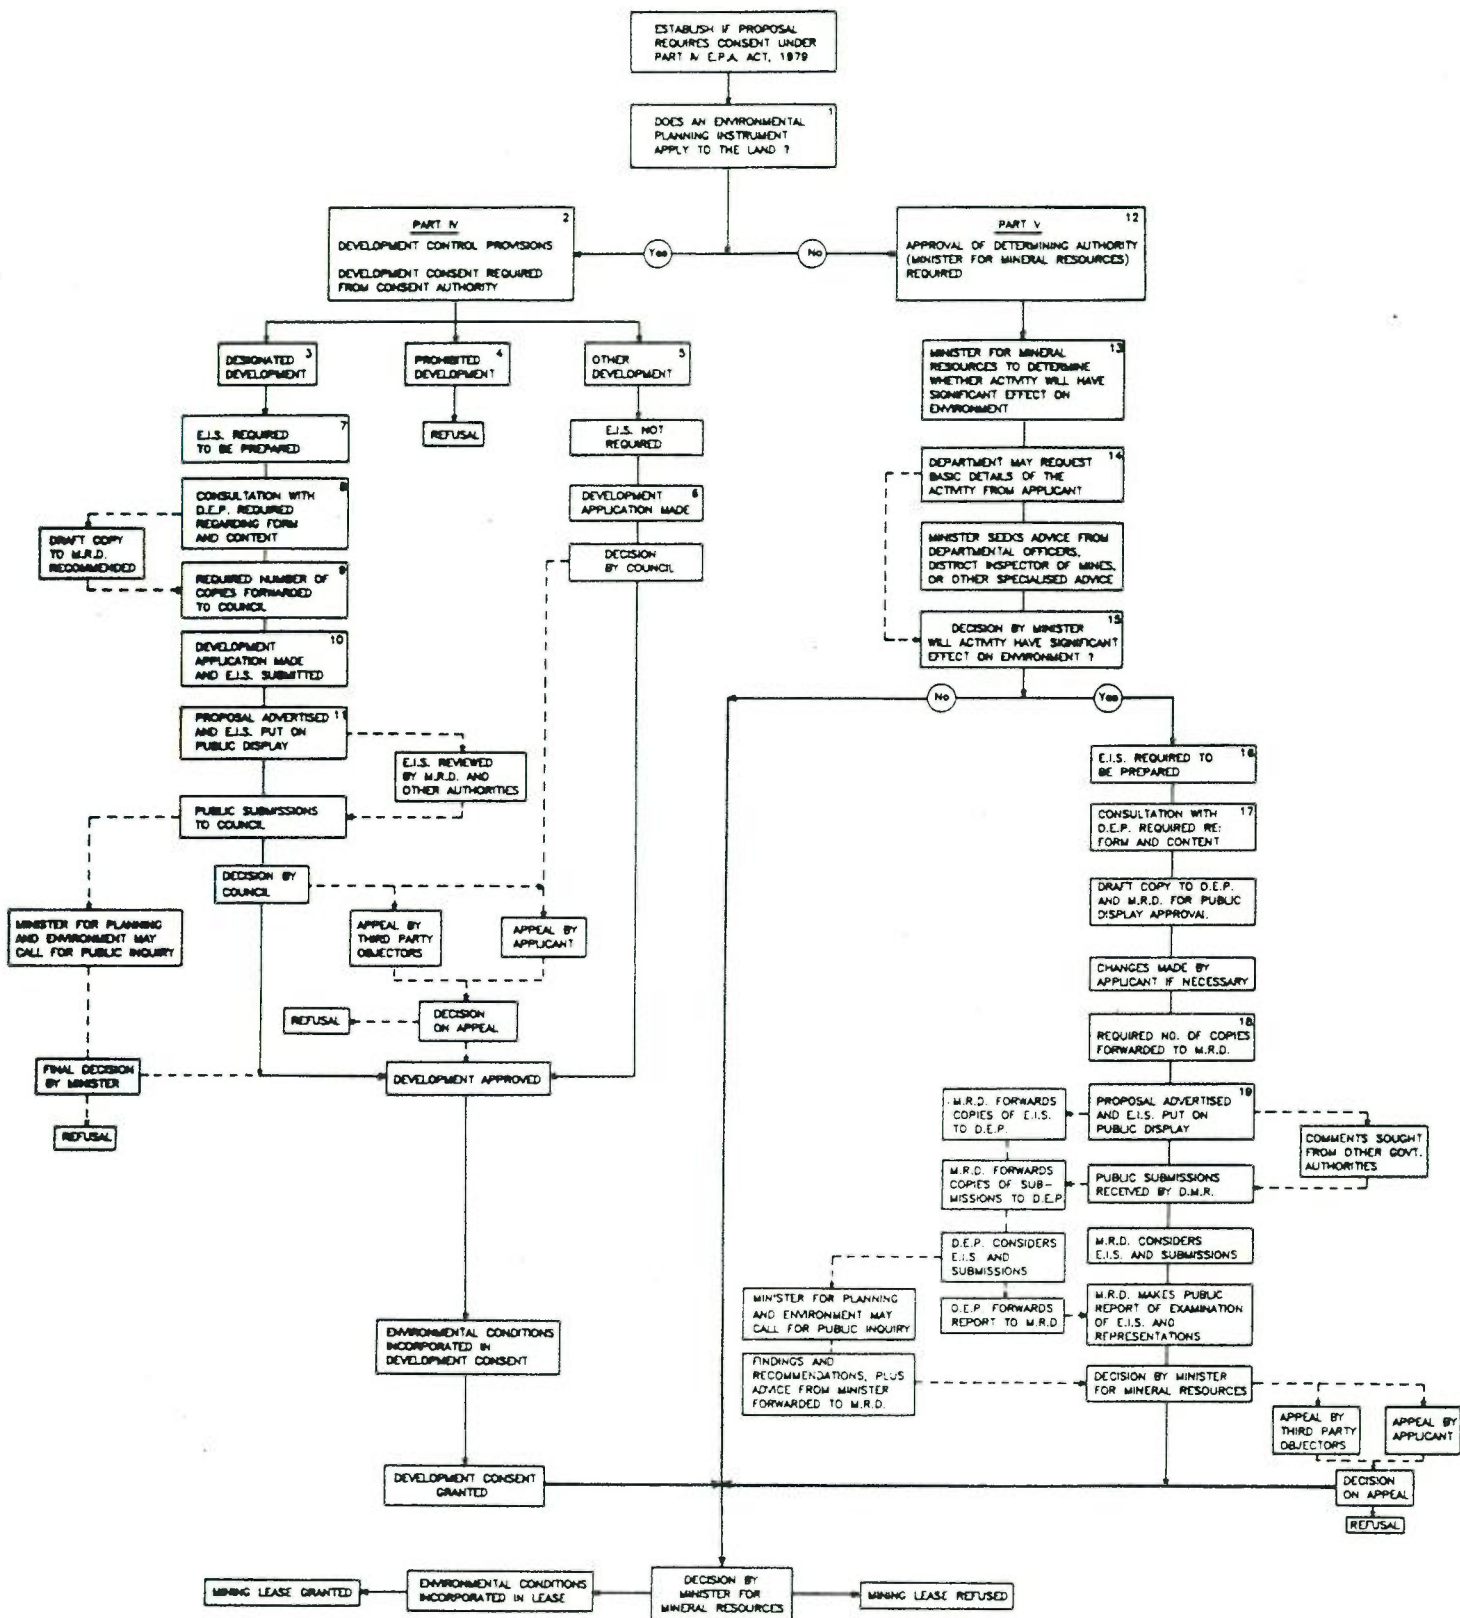 ESTABLISH IF PROPOSAL
REQUIRES CONSENT UNDER
PART IV E.P.A. ACT, 1979
1
DOES AN ENVIRONMENTAL
PLANNING INSTRUMENT
APPLY TO THE LAND ?
Yes
No
2
PART IV
DEVELOPMENT CONTROL PROVISIONS
DEVELOPMENT CONSENT REQUIRED
FROM CONSENT AUTHORITY
12
PART V
APPROVAL OF DETERMINING AUTHORITY
(MINISTER FOR MINERAL RESOURCES)
REQUIRED
DESIGNATED 3
DEVELOPMENT
PROHIBITED 4
DEVELOPMENT
REFUSAL
OTHER 5
DEVELOPMENT
E.I.S. NOT
REQUIRED
DEVELOPMENT 6
APPLICATION MADE
DECISION
BY COUNCIL
7
E.I.S. REQUIRED
TO BE PREPARED
CONSULTATION WITH 8
D.E.P. REQUIRED
REGARDING FORM
AND CONTENT
DRAFT COPY
TO M.R.D.
RECOMMENDED
9
REQUIRED NUMBER OF
COPIES FORWARDED
TO COUNCIL
10
DEVELOPMENT
APPLICATION MADE
AND E.I.S. SUBMITTED
PROPOSAL ADVERTISED 11
AND E.I.S. PUT ON
PUBLIC DISPLAY
E.I.S. REVIEWED
BY M.R.D. AND
OTHER AUTHORITIES
PUBLIC SUBMISSIONS
TO COUNCIL
DECISION BY
COUNCIL
MINISTER FOR PLANNING
AND ENVIRONMENT MAY
CALL FOR PUBLIC INQUIRY
APPEAL BY
THIRD PARTY
OBJECTORS
APPEAL BY
APPLICANT
REFUSAL
DECISION
ON APPEAL
FINAL DECISION
BY MINISTER
REFUSAL
DEVELOPMENT APPROVED
ENVIRONMENTAL CONDITIONS
INCORPORATED IN
DEVELOPMENT CONSENT
DEVELOPMENT CONSENT
GRANTED
MINISTER FOR MINERAL 13
RESOURCES TO DETERMINE
WHETHER ACTIVITY WILL HAVE
SIGNIFICANT EFFECT ON
ENVIRONMENT
DEPARTMENT MAY REQUEST 14
BASIC DETAILS OF THE
ACTIVITY FROM APPLICANT
MINISTER SEEKS ADVICE FROM
DEPARTMENTAL OFFICERS,
DISTRICT INSPECTOR OF MINES,
OR OTHER SPECIALISED ADVICE
15
DECISION BY MINISTER
WILL ACTIVITY HAVE SIGNIFICANT
EFFECT ON ENVIRONMENT ?
No
Yes
16
E.I.S. REQUIRED TO
BE PREPARED
CONSULTATION WITH 17
D.E.P. REQUIRED RE:
FORM AND CONTENT
DRAFT COPY TO D.E.P.
AND M.R.D. FOR PUBLIC
DISPLAY APPROVAL.
CHANGES MADE BY
APPLICANT IF NECESSARY
18
REQUIRED NO. OF COPIES
FORWARDED TO M.R.D.
19
PROPOSAL ADVERTISED
AND E.I.S. PUT ON
PUBLIC DISPLAY
M.R.D. FORWARDS
COPIES OF E.I.S.
TO D.E.P.
COMMENTS SOUGHT
FROM OTHER GOVT.
AUTHORITIES
M.R.D. FORWARDS
COPIES OF SUB-
MISSIONS TO D.E.P
PUBLIC SUBMISSIONS
RECEIVED BY D.M.R.
D.E.P. CONSIDERS
E.I.S. AND
SUBMISSIONS
M.R.D. CONSIDERS
E.I.S. AND SUBMISSIONS
MINISTER FOR PLANNING
AND ENVIRONMENT MAY
CALL FOR PUBLIC INQUIRY
D.E.P. FORWARDS
REPORT TO M.R.D.
M.R.D. MAKES PUBLIC
REPORT OF EXAMINATION
OF E.I.S. AND
REPRESENTATIONS
FINDINGS AND
RECOMMENDATIONS, PLUS
ADVICE FROM MINISTER
FORWARDED TO M.R.D.
DECISION BY MINISTER
FOR MINERAL RESOURCES
APPEAL BY
THIRD PARTY
OBJECTORS
APPEAL BY
APPLICANT
DECISION
ON APPEAL
REFUSAL
MINING LEASE GRANTED
ENVIRONMENTAL CONDITIONS
INCORPORATED IN LEASE
DECISION BY
MINISTER FOR
MINERAL RESOURCES
MINING LEASE REFUSED